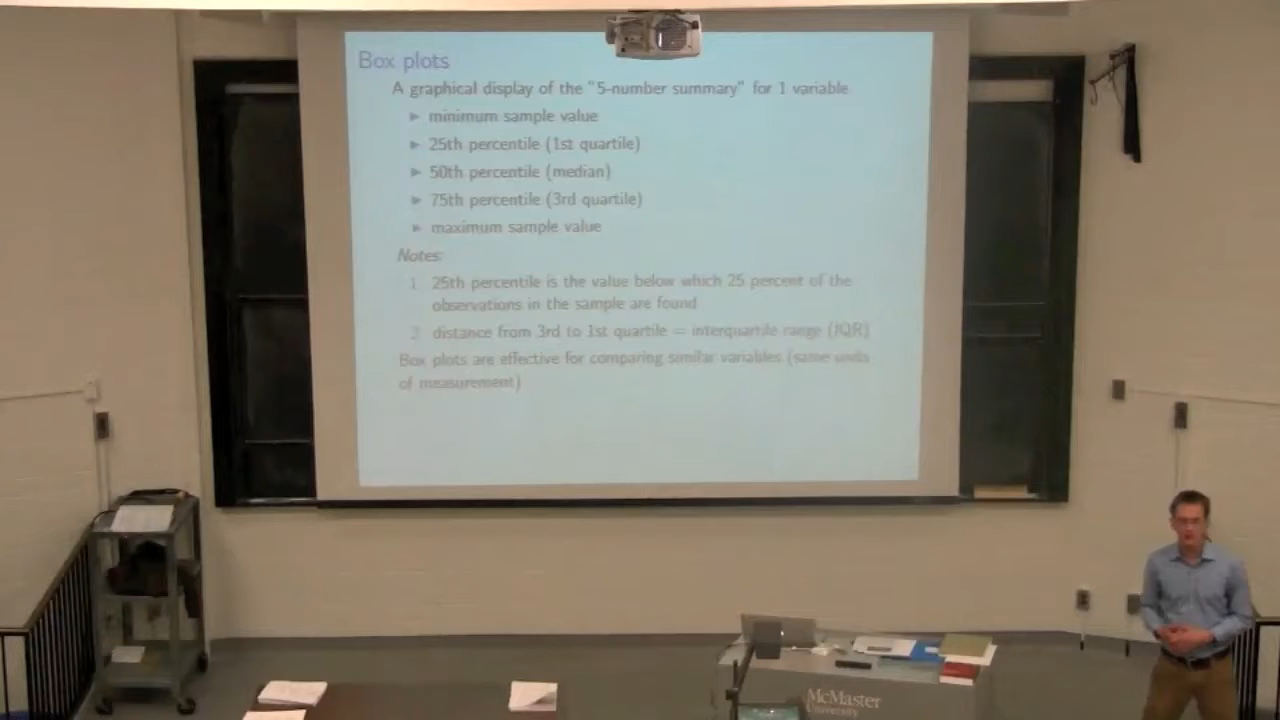 Box plots
A graphical display of the "5-number summary" for 1 variable
► minimum sample value
► 25th percentile (1st quartile)
► 50th percentile (median)
► 75th percentile (3rd quartile)
► maximum sample value
Notes:
1. 25th percentile is the value below which 25 percent of the
observations in the sample are found
2. distance from 3rd to 1st quartile = interquartile range (IQR)
Box plots are effective for comparing similar variables (same units
of measurement)
McMaster
University